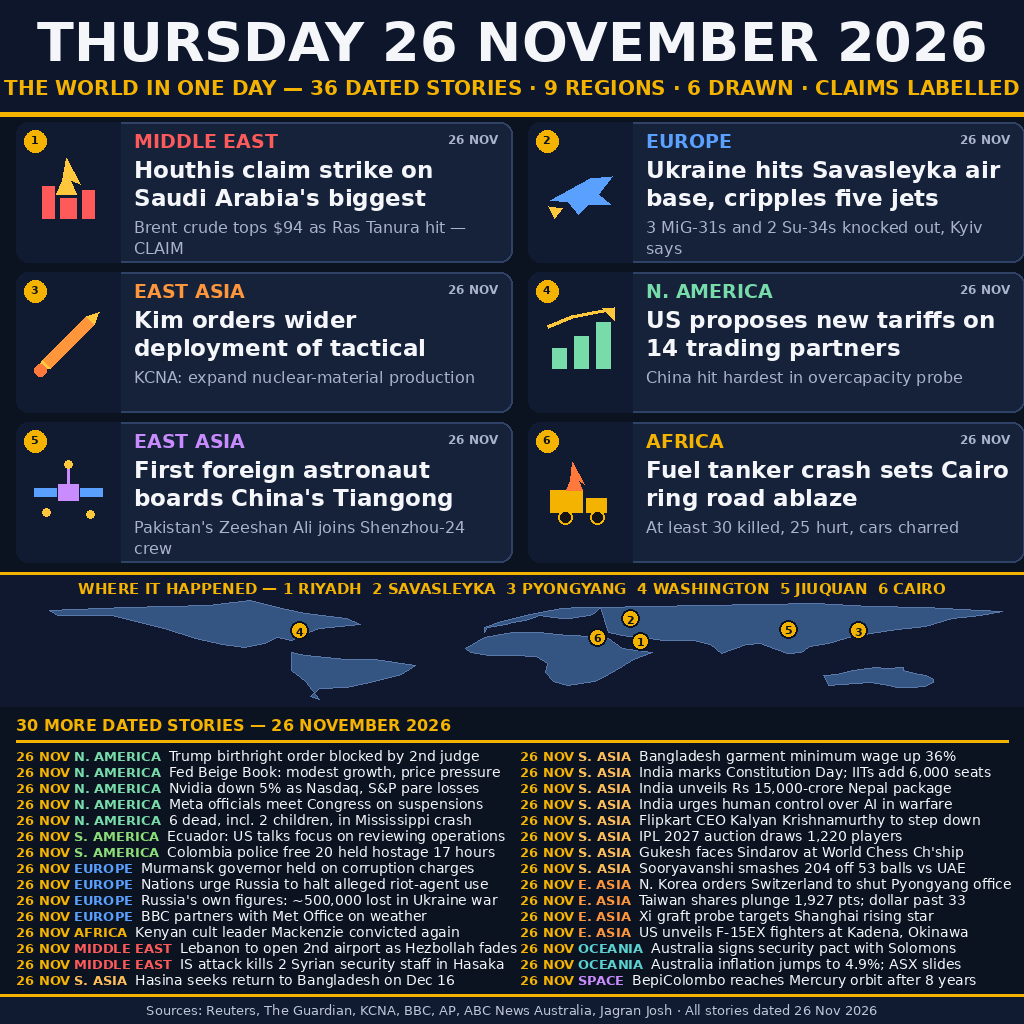 THURSDAY 26 NOVEMBER 2026
THE WORLD IN ONE DAY — 36 DATED STORIES · 9 REGIONS · 6 DRAWN · CLAIMS LABELLED
1
MIDDLE EAST 26 NOV
Houthis claim strike on
Saudi Arabia's biggest
Brent crude tops $94 as Ras Tanura hit —
CLAIM
2
EUROPE 26 NOV
Ukraine hits Savasleyka air
base, cripples five jets
3 MiG-31s and 2 Su-34s knocked out, Kyiv
says
3
EAST ASIA 26 NOV
Kim orders wider
deployment of tactical
KCNA: expand nuclear-material production
4
N. AMERICA 26 NOV
US proposes new tariffs on
14 trading partners
China hit hardest in overcapacity probe
5
EAST ASIA 26 NOV
First foreign astronaut
boards China's Tiangong
Pakistan's Zeeshan Ali joins Shenzhou-24
crew
6
AFRICA 26 NOV
Fuel tanker crash sets Cairo
ring road ablaze
At least 30 killed, 25 hurt, cars charred
WHERE IT HAPPENED — 1 RIYADH 2 SAVASLEYKA 3 PYONGYANG 4 WASHINGTON 5 JIUQUAN 6 CAIRO
4
2
6
1
5
3
30 MORE DATED STORIES — 26 NOVEMBER 2026
26 NOV N. AMERICA Trump birthright order blocked by 2nd judge
26 NOV N. AMERICA Fed Beige Book: modest growth, price pressure
26 NOV N. AMERICA Nvidia down 5% as Nasdaq, S&P pare losses
26 NOV N. AMERICA Meta officials meet Congress on suspensions
26 NOV N. AMERICA 6 dead, incl. 2 children, in Mississippi crash
26 NOV S. AMERICA Ecuador: US talks focus on reviewing operations
26 NOV S. AMERICA Colombia police free 20 held hostage 17 hours
26 NOV EUROPE Murmansk governor held on corruption charges
26 NOV EUROPE Nations urge Russia to halt alleged riot-agent use
26 NOV EUROPE Russia's own figures: ~500,000 lost in Ukraine war
26 NOV EUROPE BBC partners with Met Office on weather
26 NOV AFRICA Kenyan cult leader Mackenzie convicted again
26 NOV MIDDLE EAST Lebanon to open 2nd airport as Hezbollah fades
26 NOV MIDDLE EAST IS attack kills 2 Syrian security staff in Hasaka
26 NOV S. ASIA Hasina seeks return to Bangladesh on Dec 16
26 NOV S. ASIA Bangladesh garment minimum wage up 36%
26 NOV S. ASIA India marks Constitution Day; IITs add 6,000 seats
26 NOV S. ASIA India unveils Rs 15,000-crore Nepal package
26 NOV S. ASIA India urges human control over AI in warfare
26 NOV S. ASIA Flipkart CEO Kalyan Krishnamurthy to step down
26 NOV S. ASIA IPL 2027 auction draws 1,220 players
26 NOV S. ASIA Gukesh faces Sindarov at World Chess Ch'ship
26 NOV S. ASIA Sooryavanshi smashes 204 off 53 balls vs UAE
26 NOV E. ASIA N. Korea orders Switzerland to shut Pyongyang office
26 NOV E. ASIA Taiwan shares plunge 1,927 pts; dollar past 33
26 NOV E. ASIA Xi graft probe targets Shanghai rising star
26 NOV E. ASIA US unveils F-15EX fighters at Kadena, Okinawa
26 NOV OCEANIA Australia signs security pact with Solomons
26 NOV OCEANIA Australia inflation jumps to 4.9%; ASX slides
26 NOV SPACE BepiColombo reaches Mercury orbit after 8 years
Sources: Reuters, The Guardian, KCNA, BBC, AP, ABC News Australia, Jagran Josh · All stories dated 26 Nov 2026